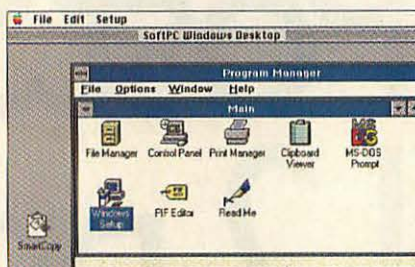 File Edit Setup
SoftPC Windows Desktop
Program Manager
File Options Window Help
Main
File Manager
Control Panel
Print Manager
Clipboard
Viewer
MS-DOS
Prompt
Windows
Setup
PIF Editor
Read Me
SmartCopy